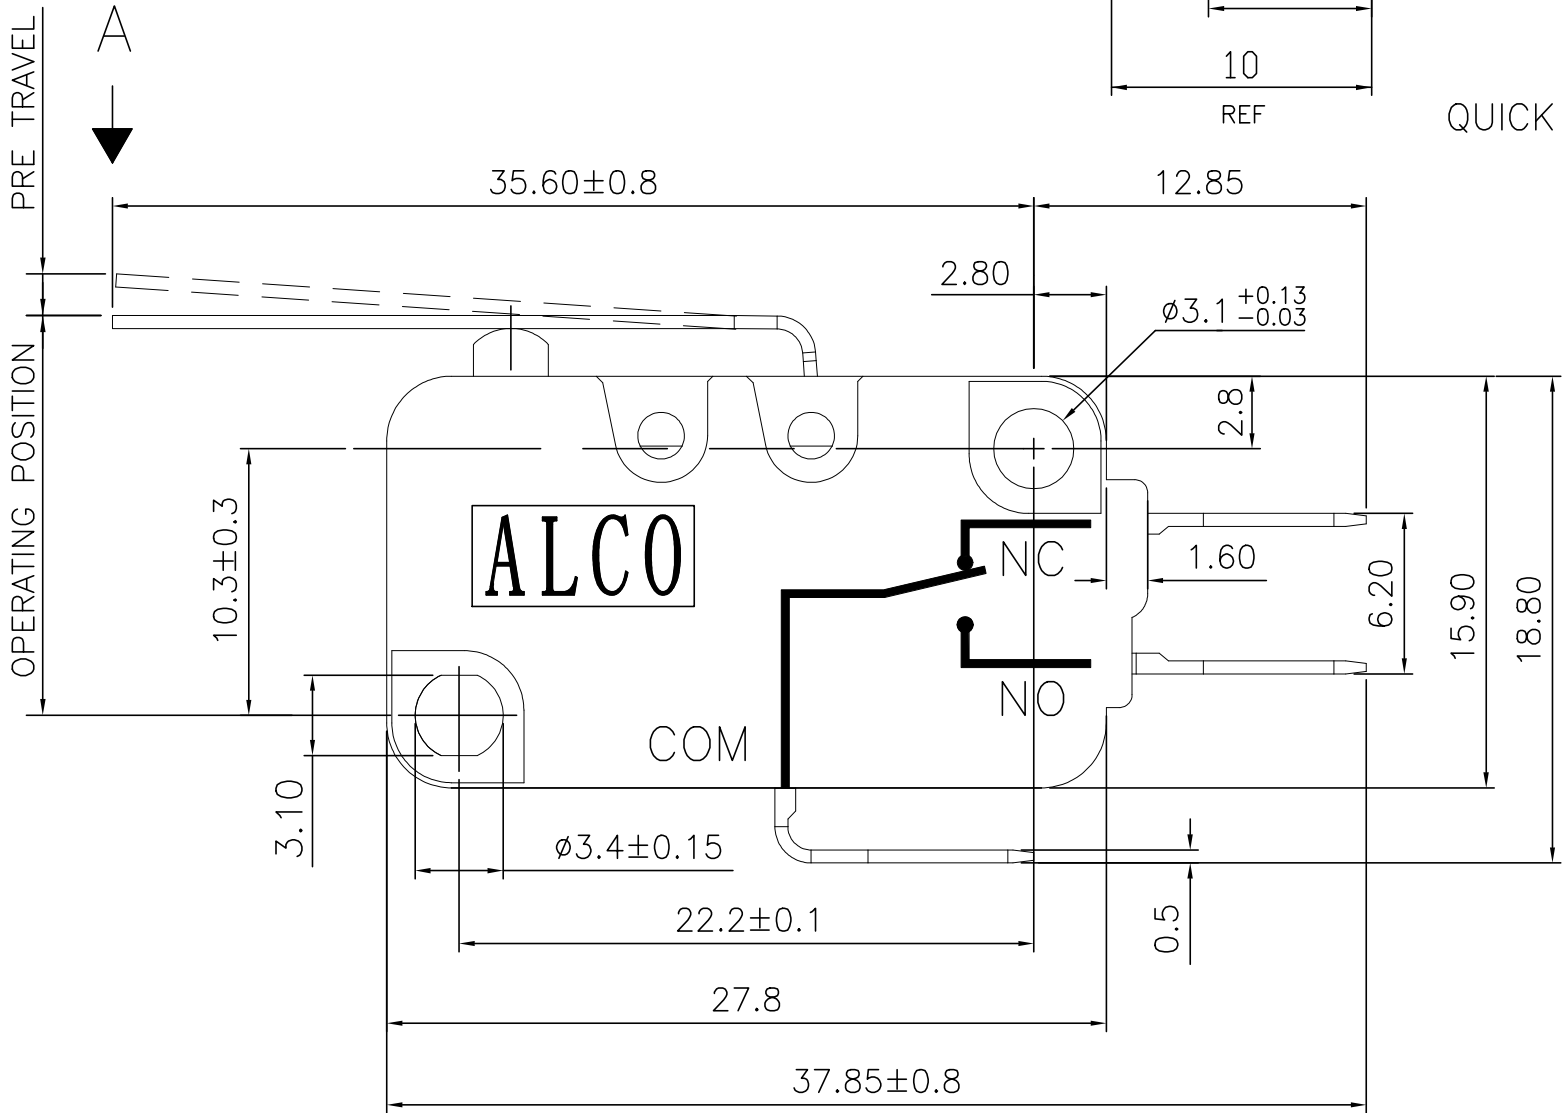 PRE TRAVEL
A
10
REF
QUICK
35.60±0.8
12.85
2.80
ø3.1 +0.13
−0.03
2.8
OPERATING POSITION
10.3±0.3
ALCO
NC
1.60
6.20
15.90
18.80
NO
COM
3.10
ø3.4±0.15
22.2±0.1
0.5
27.8
37.85±0.8